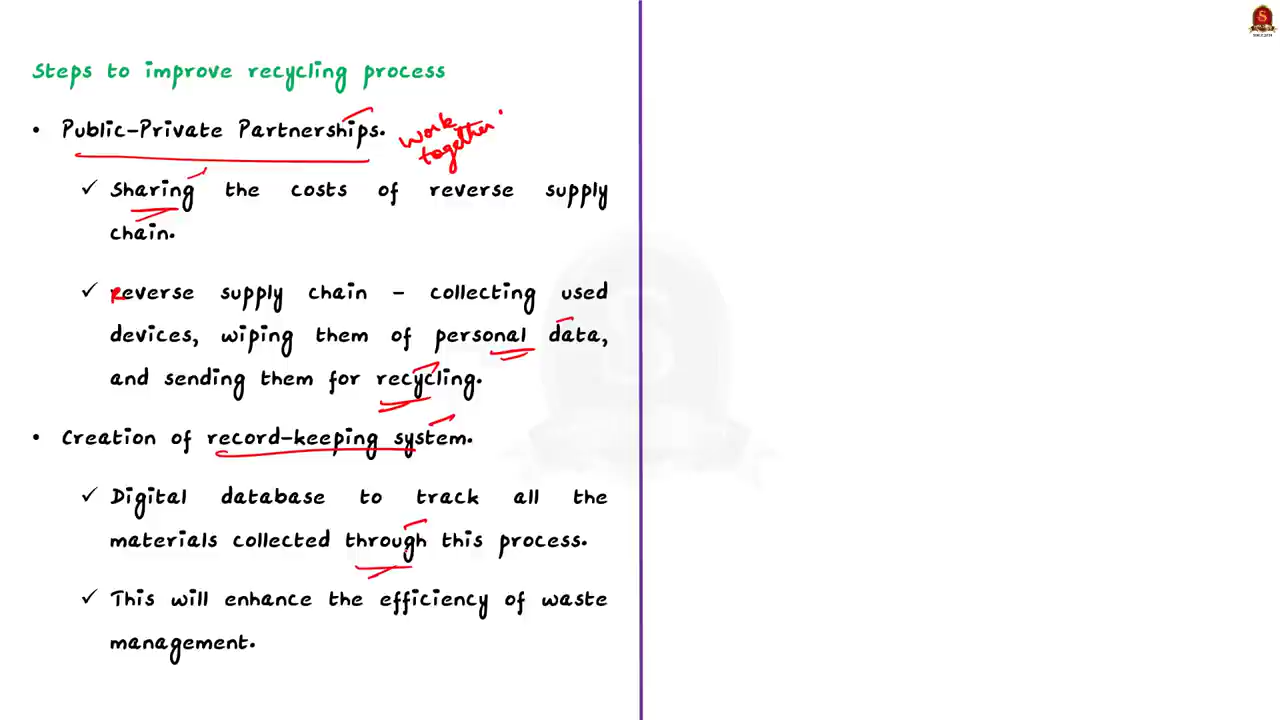 Steps to improve recycling process
• Public-Private Partnerships.
work
together
✓ Sharing the costs of reverse supply
chain.
✓ Reverse supply chain – collecting used
devices, wiping them of personal data,
and sending them for recycling.
• Creation of record-keeping system.
✓ Digital database to track all the
materials collected through this process.
✓ This will enhance the efficiency of waste
management.